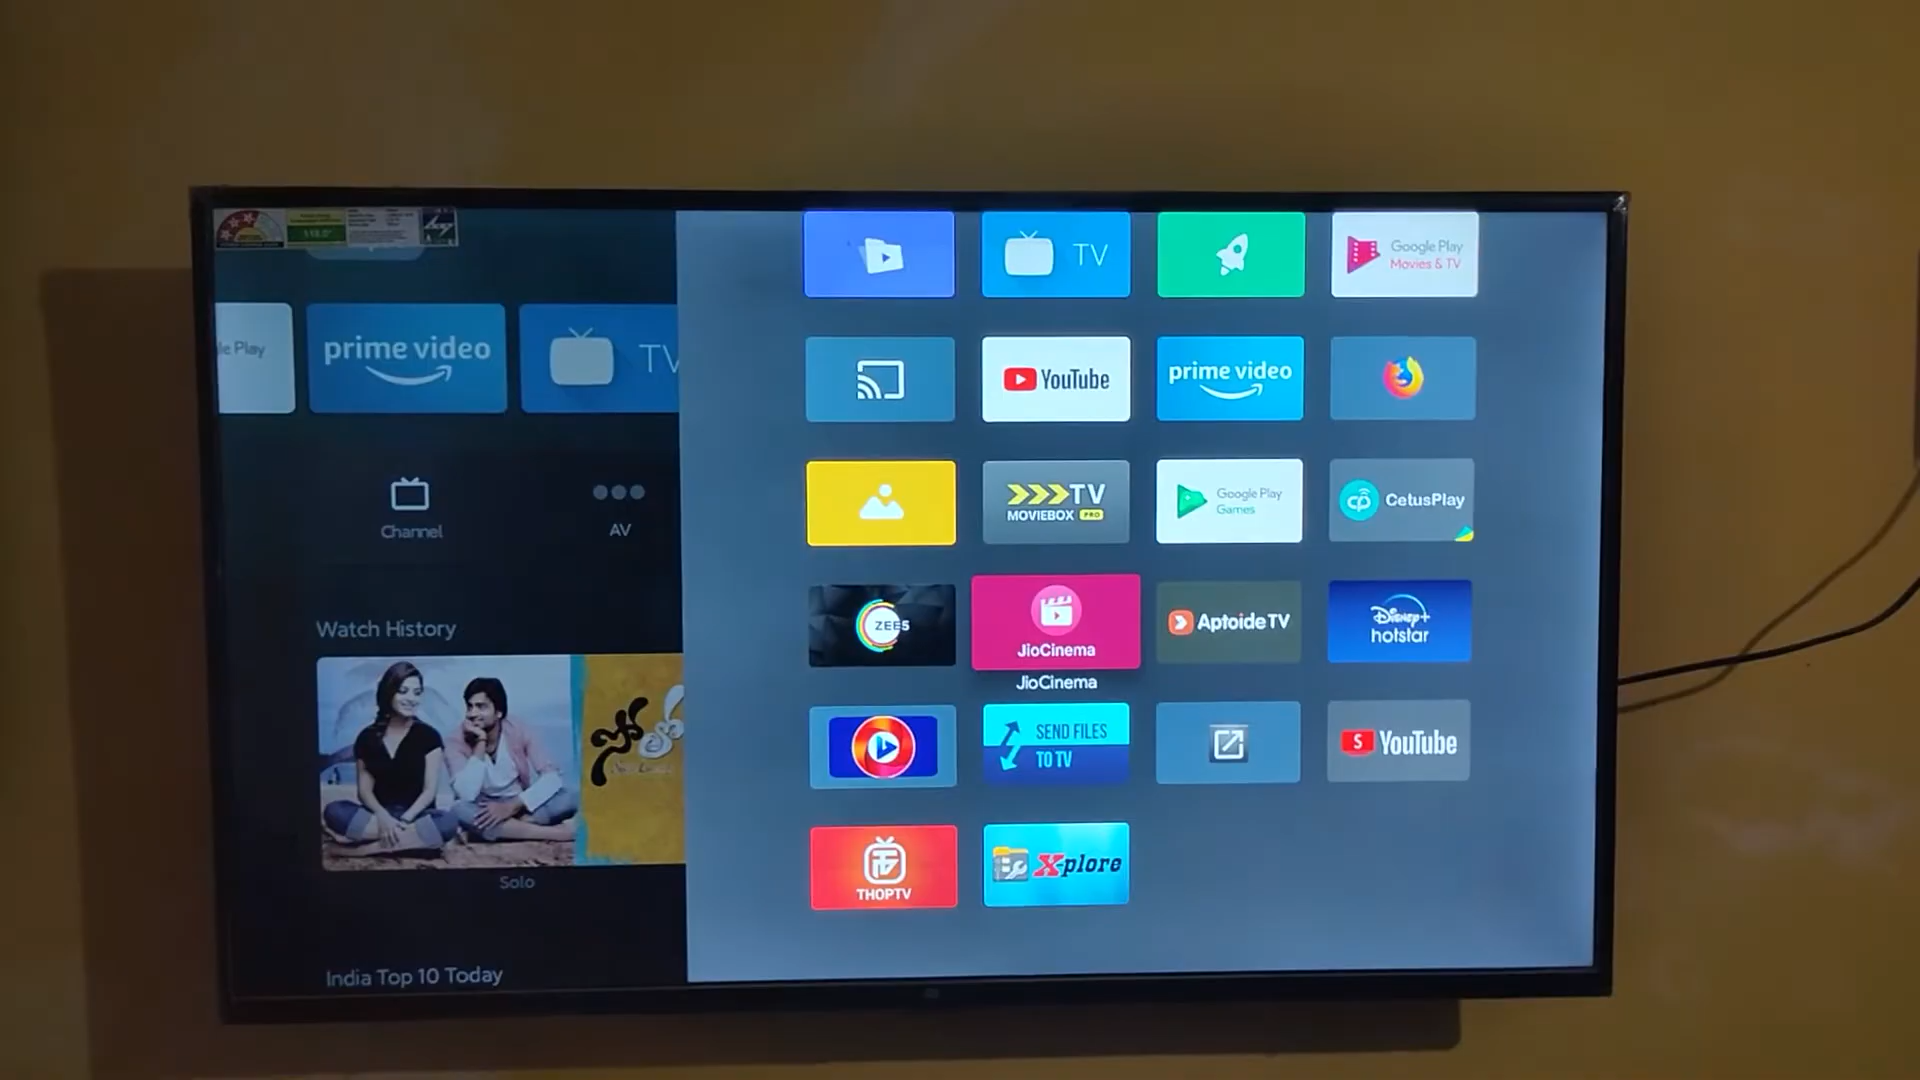 TV
Google Play
Movies & TV
le Play
prime video
TV
YouTube
prime video
Channel
AV
TV
MOVIEBOX PRO
Google Play
Games
CetusPlay
Watch History
ZEE5
JioCinema
JioCinema
AptoideTV
Disney+
hotstar
SEND FILES
TO TV
S YouTube
Solo
THOPTV
X-plore
India Top 10 Today